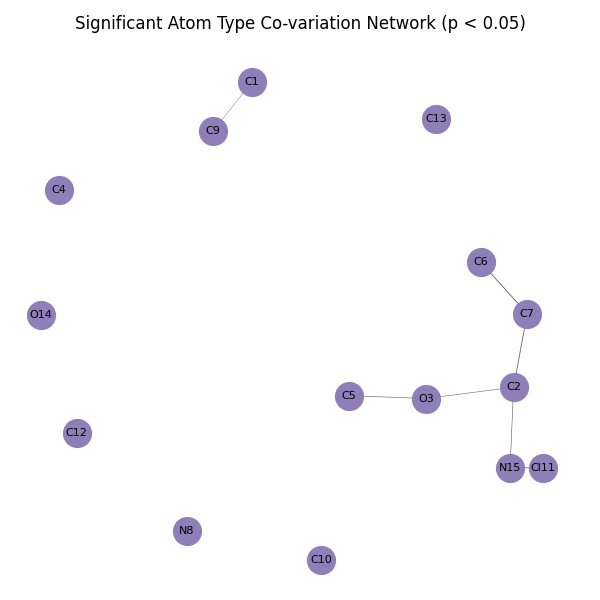 Significant Atom Type Co-variation Network (p < 0.05)
C1
C13
C9
C4
C6
C7
O14
C2
C5
O3
C12
N15
Cl11
N8
C10